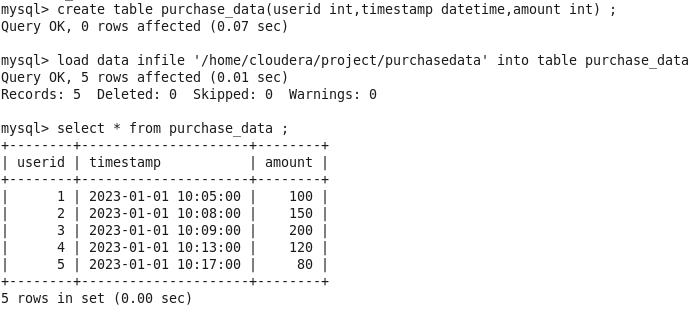 mysql> create table purchase_data(userid int,timestamp datetime,amount int) ;
Query OK, 0 rows affected (0.07 sec)
mysql> load data infile '/home/cloudera/project/purchasedata' into table purchase_data
Query OK, 5 rows affected (0.01 sec)
Records: 5  Deleted: 0  Skipped: 0  Warnings: 0
mysql> select * from purchase_data ;
+--------+---------------------+--------+
| userid | timestamp           | amount |
+--------+---------------------+--------+
|      1 | 2023-01-01 10:05:00 |    100 |
|      2 | 2023-01-01 10:08:00 |    150 |
|      3 | 2023-01-01 10:09:00 |    200 |
|      4 | 2023-01-01 10:13:00 |    120 |
|      5 | 2023-01-01 10:17:00 |     80 |
+--------+---------------------+--------+
5 rows in set (0.00 sec)